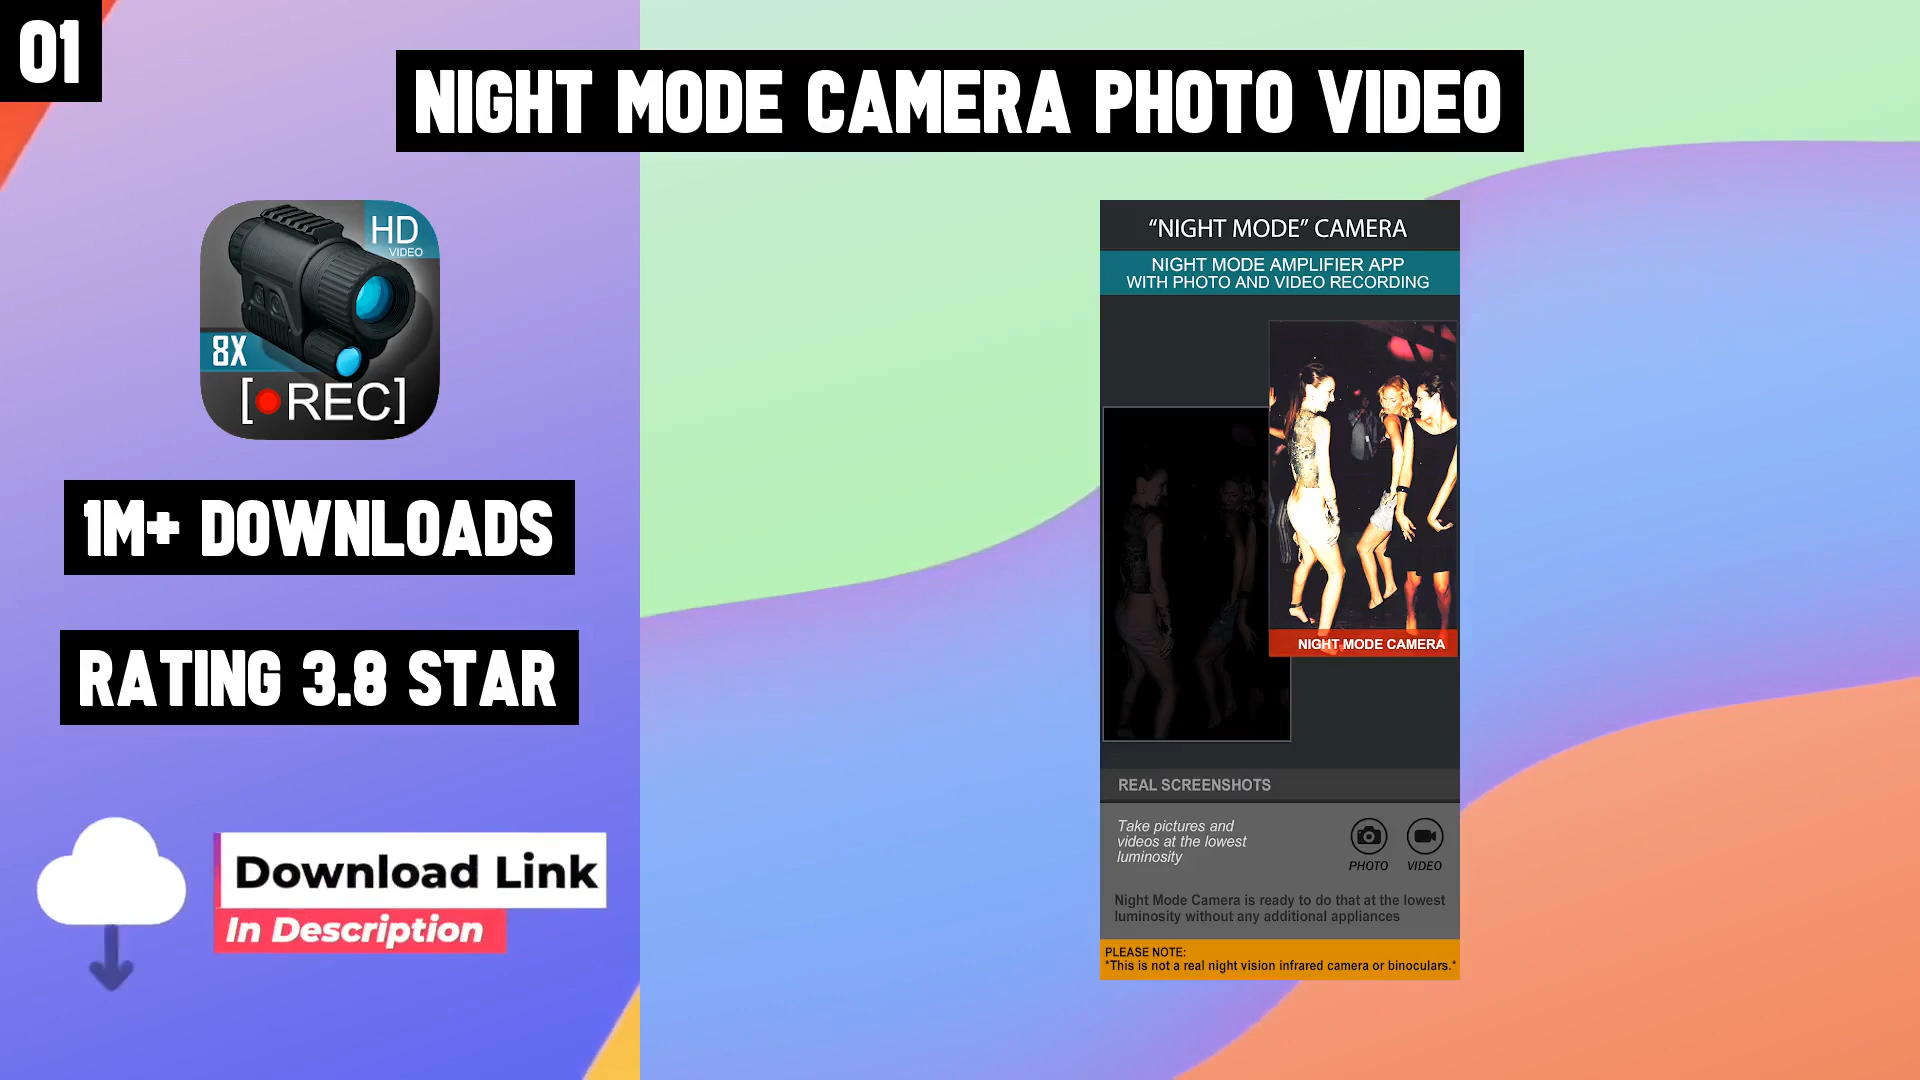 01
NIGHT MODE CAMERA PHOTO VIDEO
HD
VIDEO
8X
[●REC]
1M+ DOWNLOADS
RATING 3.8 STAR
Download Link
In Description
“NIGHT MODE” CAMERA
NIGHT MODE AMPLIFIER APP
WITH PHOTO AND VIDEO RECORDING
NIGHT MODE CAMERA
REAL SCREENSHOTS
Take pictures and
videos at the lowest
luminosity
PHOTO VIDEO
Night Mode Camera is ready to do that at the lowest
luminosity without any additional appliances
PLEASE NOTE:
*This is not a real night vision infrared camera or binoculars.*